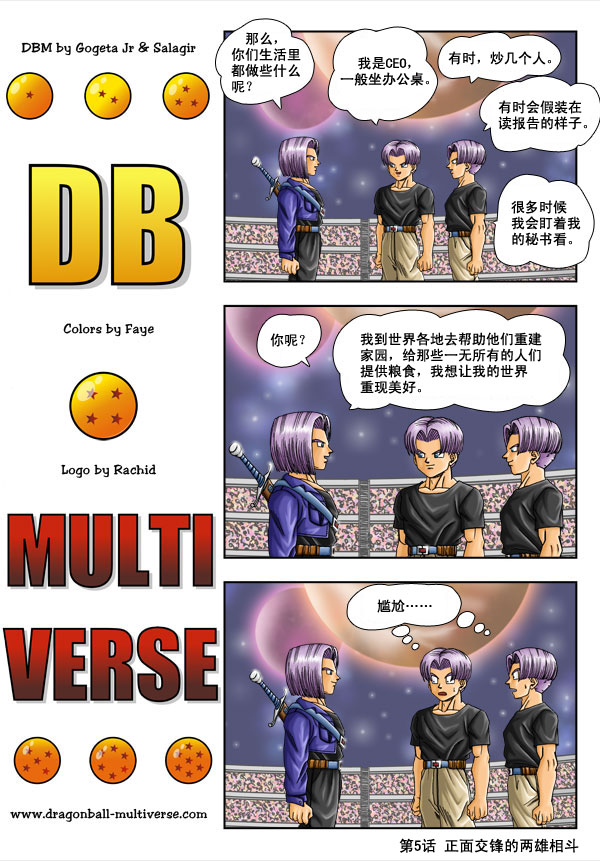 DBM by Gogeta Jr & Salagir
DB
Colors by Faye
Logo by Rachid
MULTI
VERSE
www.dragonball-multiverse.com
那么，
你们生活里
都做些什么
呢？
我是CEO，
一般坐办公桌。
有时，炒几个人。
有时会假装在
读报告的样子。
很多时候
我会盯着我
的秘书看。
你呢？
我到世界各地去帮助他们重建
家园，给那些一无所有的人们
提供粮食，我想让我的世界
重现美好。
尴尬……
第5话 正面交锋的两雄相斗